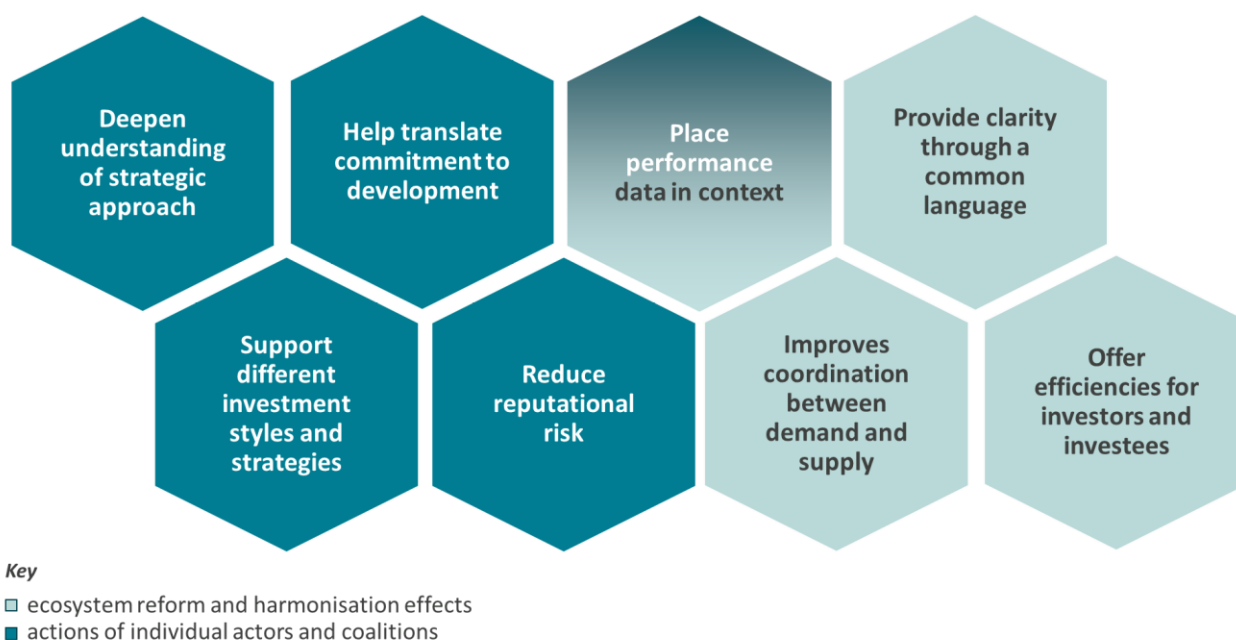 Deepen
understanding
of strategic
approach
Help translate
commitment to
development
Place
performance
data in context
Provide clarity
through a
common
language
Support
different
investment
styles and
strategies
Reduce
reputational
risk
Improves
coordination
between
demand and
supply
Offer
efficiencies for
investors and
investees
Key
ecosystem reform and harmonisation effects
actions of individual actors and coalitions